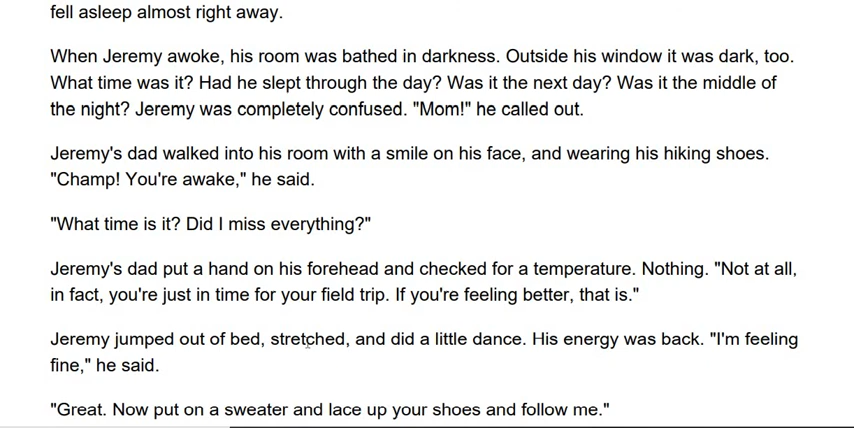 fell asleep almost right away.
When Jeremy awoke, his room was bathed in darkness. Outside his window it was dark, too.
What time was it? Had he slept through the day? Was it the next day? Was it the middle of
the night? Jeremy was completely confused. "Mom!" he called out.
Jeremy's dad walked into his room with a smile on his face, and wearing his hiking shoes.
"Champ! You're awake," he said.
"What time is it? Did I miss everything?"
Jeremy's dad put a hand on his forehead and checked for a temperature. Nothing. "Not at all,
in fact, you're just in time for your field trip. If you're feeling better, that is."
Jeremy jumped out of bed, stretched, and did a little dance. His energy was back. "I'm feeling
fine," he said.
"Great. Now put on a sweater and lace up your shoes and follow me."